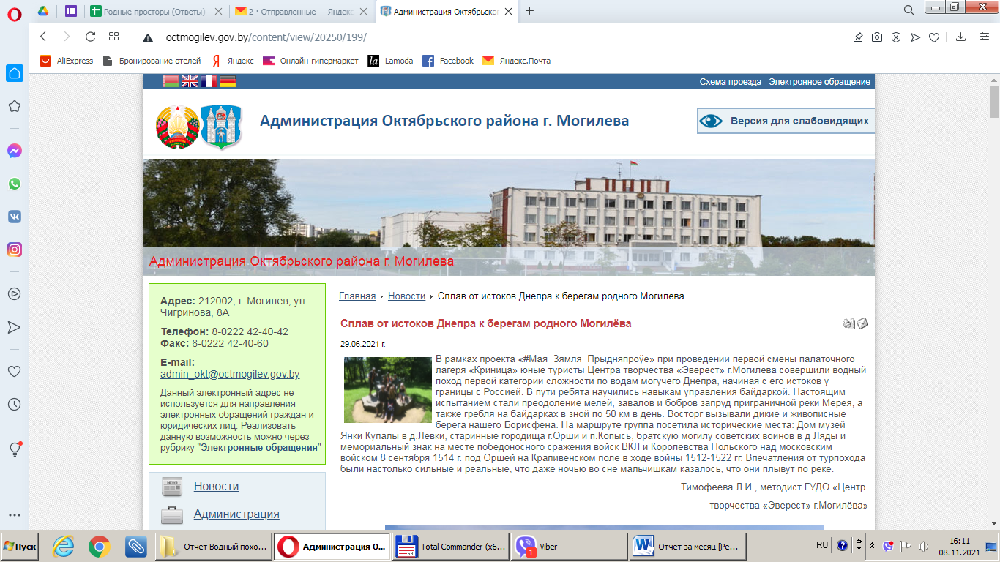 Родные просторы (Ответы)
2 · Отправленные — Яндекс
Администрация Октябрьског
octmogilev.gov.by/content/view/20250/199/
AliExpress
Бронирование отелей
Яндекс
Онлайн-гипермаркет
la
Lamoda
Facebook
Яндекс.Почта
Схема проезда Электронное обращение
Администрация Октябрьского района г. Могилева
Версия для слабовидящих
Администрация Октябрьского района г. Могилева
Адрес: 212002, г. Могилев, ул.
Чигринова, 8А
Телефон: 8-0222 42-40-42
Факс: 8-0222 42-40-60
E-mail:
admin_okt@octmogilev.gov.by
Данный электронный адрес не
используется для направления
электронных обращений граждан и
юридических лиц. Реализовать
данную возможность можно через
рубрику "Электронные обращения"
NEWS
Новости
Администрация
Главная Новости Сплав от истоков Днепра к берегам родного Могилёва
Сплав от истоков Днепра к берегам родного Могилёва
29.06.2021 г.
В рамках проекта «#Мая_Зямля_Прыдняпроўе» при проведении первой смены палаточного
лагеря «Криница» юные туристы Центра творчества «Эверест» г.Могилева совершили водный
поход первой категории сложности по водам могучего Днепра, начиная с его истоков у
границы с Россией. В пути ребята научились навыкам управления байдаркой. Настоящим
испытанием стали преодоление мелей, завалов и бобров запруд приграничной реки Мерея, а
также гребля на байдарках в зной по 50 км в день. Восторг вызывали дикие и живописные
берега нашего Борисфена. На маршруте группа посетила исторические места: Дом музей
Янки Купалы в д.Левки, старинные городища г.Орши и п.Копысь, братскую могилу советских воинов в д Ляды и
мемориальный знак на месте победоносного сражения войск ВКЛ и Королевства Польского над московским
войском 8 сентября 1514 г. под Оршей на Крапивенском поле в ходе войны 1512-1522 гг. Впечатления от турпохода
были настолько сильные и реальные, что даже ночью во сне мальчишкам казалось, что они плывут по реке.
Тимофеева Л.И., методист ГУДО «Центр
творчества «Эверест» г.Могилёва»
Пуск
Отчет Водный похо...
Администрация О...
64
Total Commander (x6...
1
Viber
Отчет за месяц [Ре...
RU
16:11
08.11.2021